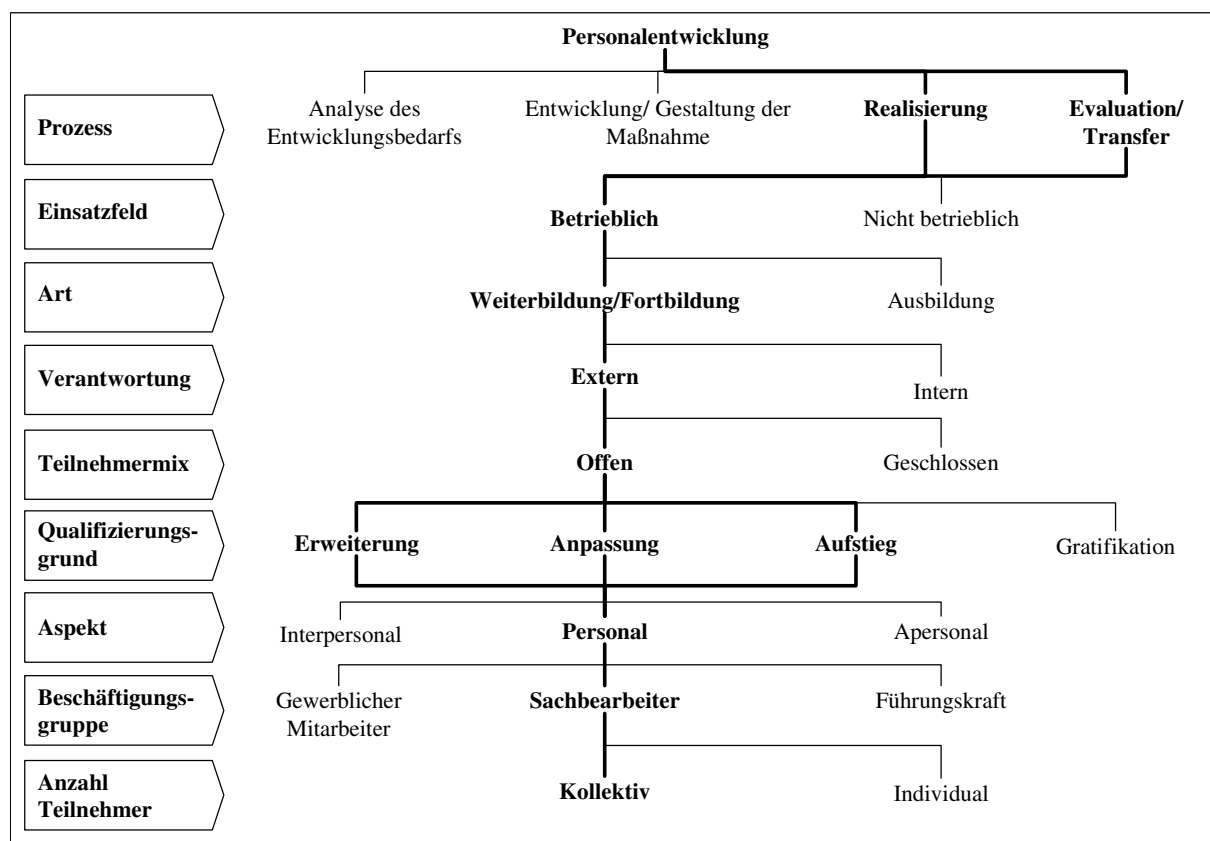 Personalentwicklung
Prozess
Analyse des
Entwicklungsbedarfs
Entwicklung/ Gestaltung der
Maßnahme
Realisierung
Evaluation/
Transfer
Einsatzfeld
Betrieblich
Nicht betrieblich
Art
Weiterbildung/Fortbildung
Ausbildung
Verantwortung
Extern
Intern
Teilnehmermix
Offen
Geschlossen
Qualifizierungs-
grund
Erweiterung
Anpassung
Aufstieg
Gratifikation
Aspekt
Interpersonal
Personal
Apersonal
Beschäftigungs-
gruppe
Gewerblicher
Mitarbeiter
Sachbearbeiter
Führungskraft
Anzahl
Teilnehmer
Kollektiv
Individual